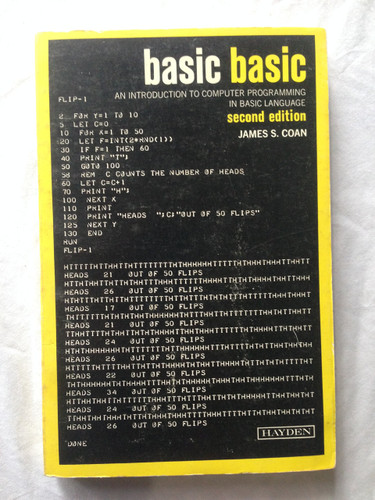 basic basic
AN INTRODUCTION TO COMPUTER PROGRAMMING
IN BASIC LANGUAGE
second edition
JAMES S. COAN
FLIP-1
2 FOR Y=1 TO 10
5 LET C=0
10 FOR X=1 TO 50
20 LET F=INT(2*RND(1))
30 IF F=1 THEN 60
40 PRINT "T";
50 GOTO 100
58 REM C COUNTS THE NUMBER OF HEADS
60 LET C=C+1
70 PRINT "H";
100 NEXT X
110 PRINT
120 PRINT "HEADS ";C;"OUT OF 50 FLIPS"
125 NEXT Y
130 END
RUN
FLIP-1
HEADS 21 OUT OF 50 FLIPS
HEADS 26 OUT OF 50 FLIPS
HEADS 17 OUT OF 50 FLIPS
HEADS 21 OUT OF 50 FLIPS
HEADS 24 OUT OF 50 FLIPS
HEADS 26 OUT OF 50 FLIPS
HEADS 22 OUT OF 50 FLIPS
HEADS 34 OUT OF 50 FLIPS
HEADS 24 OUT OF 50 FLIPS
HEADS 26 OUT OF 50 FLIPS
HAYDEN
DONE